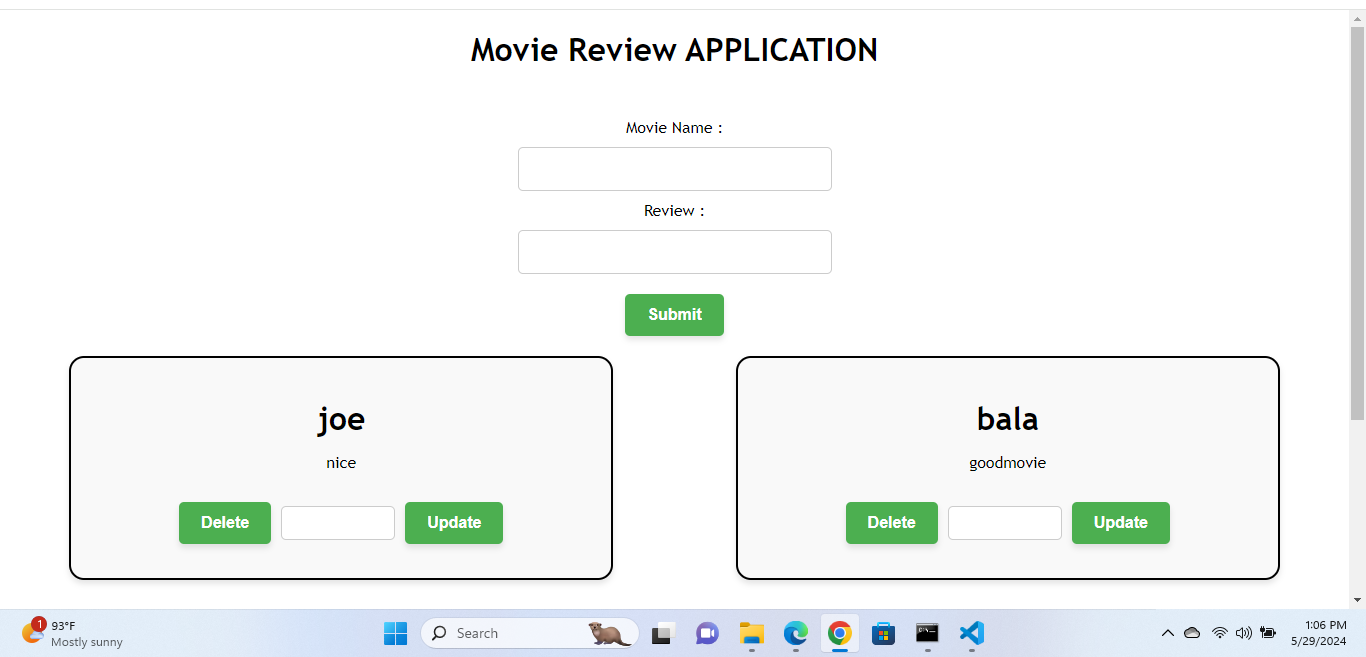 Movie Review APPLICATION
Movie Name :
Review :
Submit
joe
nice
Delete
Update
bala
goodmovie
Delete
Update
1
93°F
Mostly sunny
Search
1:06 PM
5/29/2024